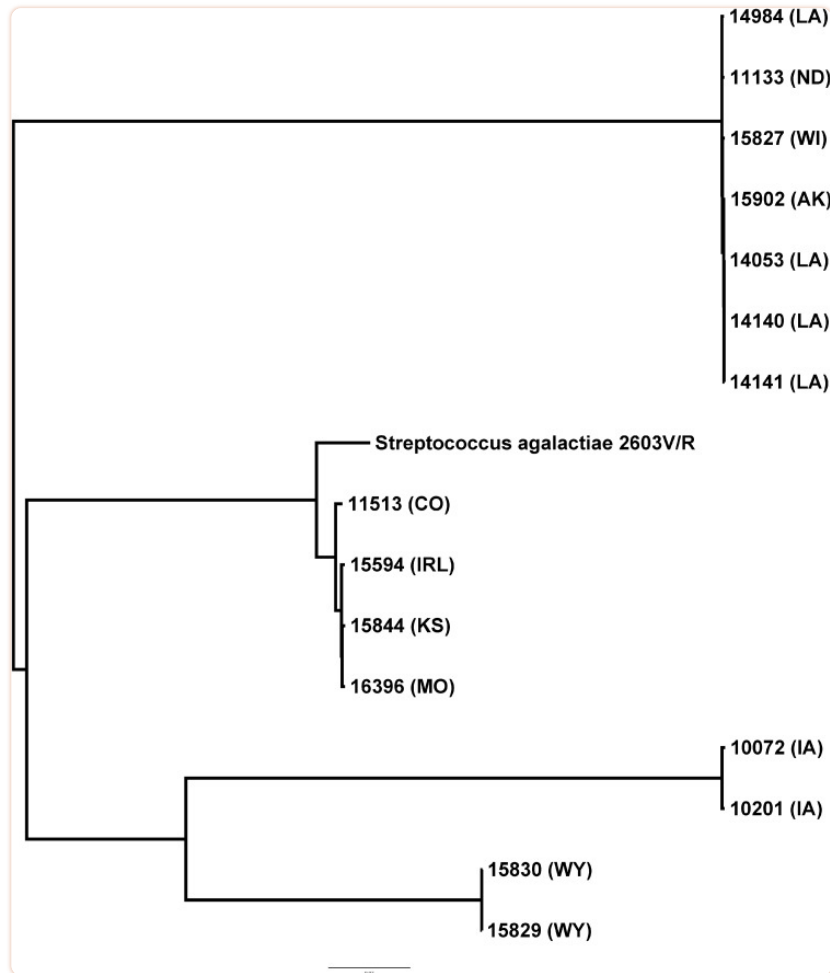 14984 (LA)
11133 (ND)
15827 (WI)
15902 (AK)
14053 (LA)
14140 (LA)
14141 (LA)
Streptococcus agalactiae 2603V/R
11513 (CO)
15594 (IRL)
15844 (KS)
16396 (MO)
10072 (IA)
10201 (IA)
15830 (WY)
15829 (WY)